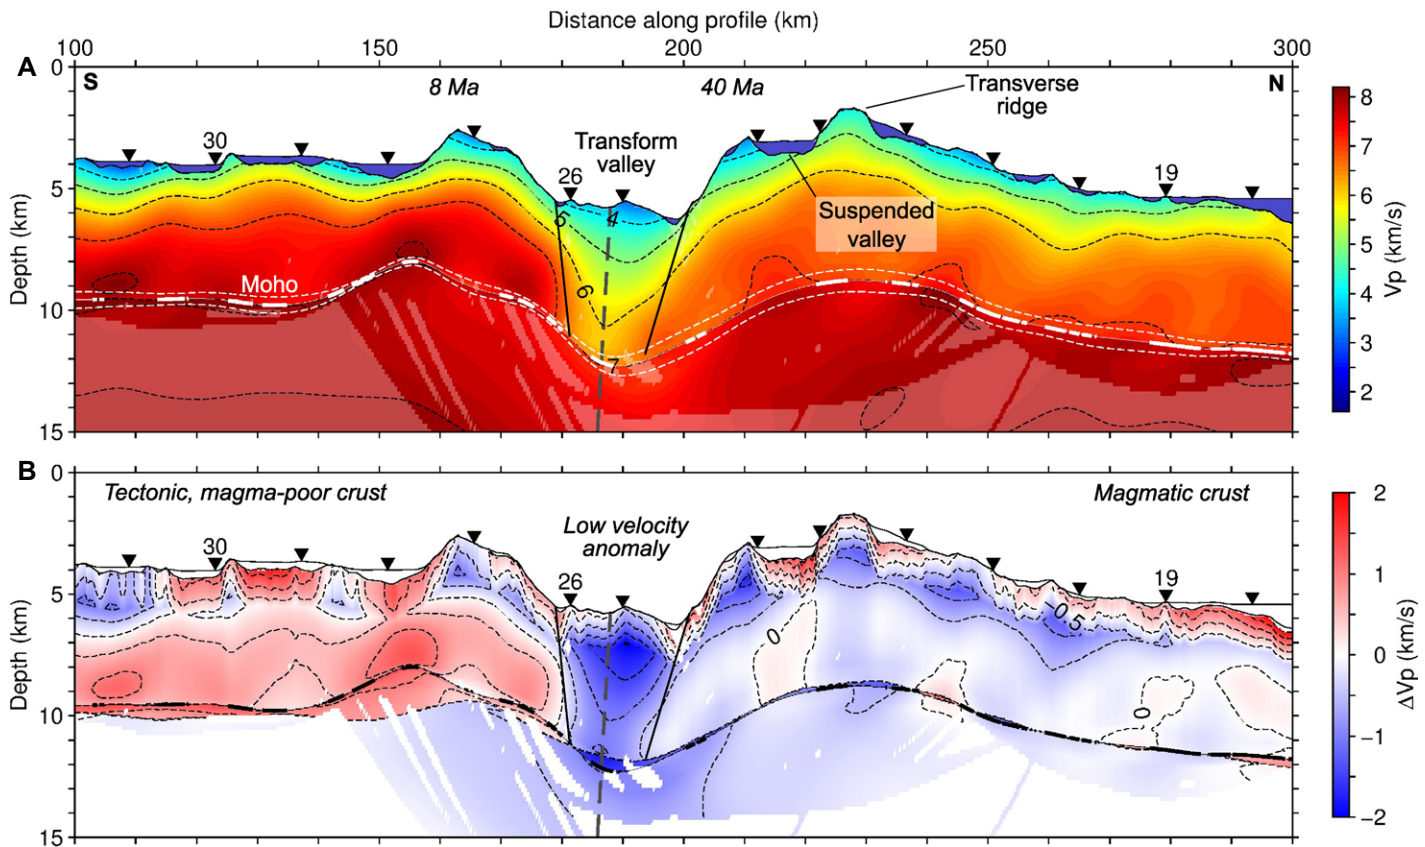 Distance along profile (km)
100 150 200 250 300
A
S
8 Ma
40 Ma
N
Transverse
ridge
Transform
valley
30
26
19
Suspended
valley
Moho
5
4
6
7
0
5
10
15
Depth (km)
8
7
6
5
4
3
2
Vp (km/s)
B
Tectonic, magma-poor crust
Magmatic crust
Low velocity
anomaly
30
26
19
0
-0.5
0
0
5
10
15
Depth (km)
2
1
0
−1
−2
ΔVp (km/s)